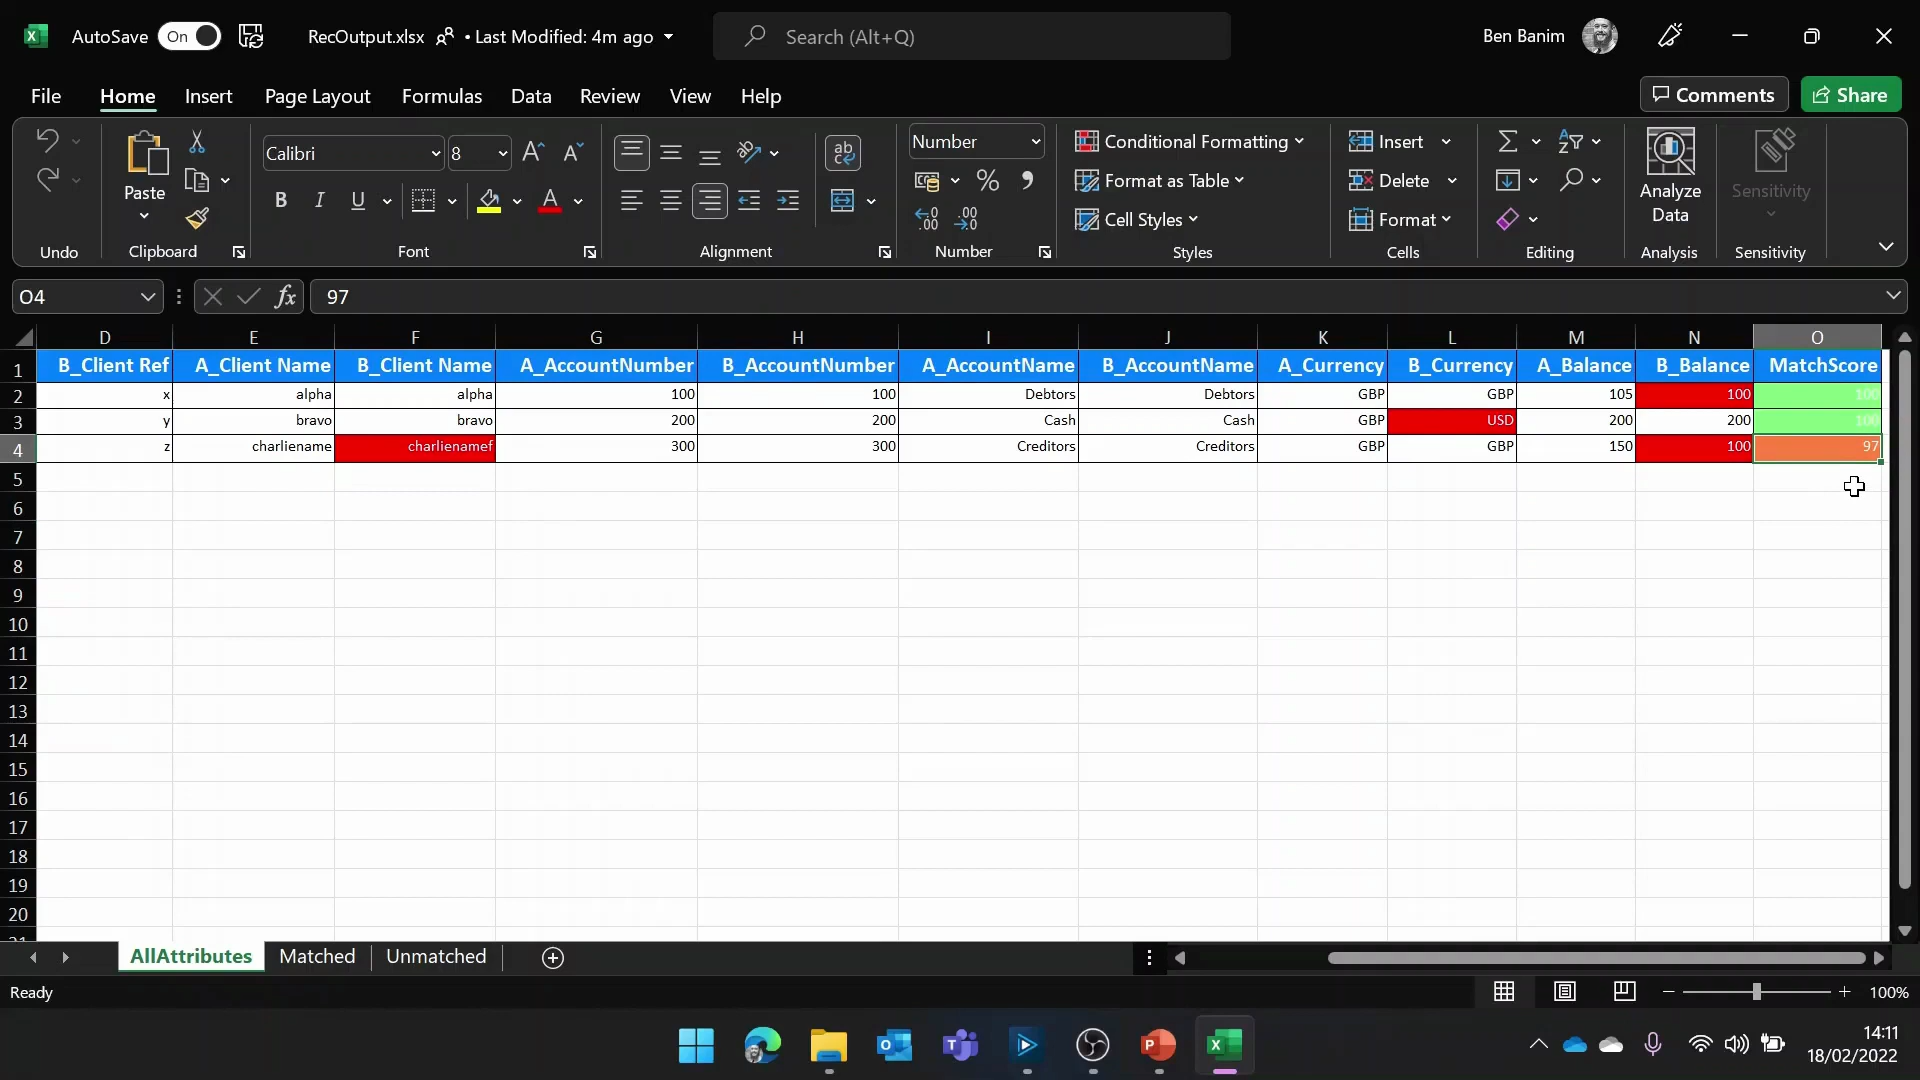 AutoSave On RecOutput.xlsx • Last Modified: 4m ago Search (Alt+Q) Ben Banim
File Home Insert Page Layout Formulas Data Review View Help Comments Share
Calibri 8 ab c Number Conditional Formatting Insert
Paste Format as Table Delete Analyze Data Sensitivity
B I U A % Cell Styles Format
Undo Clipboard Font Alignment Number Styles Cells Editing Analysis Sensitivity
O4 fx 97
D E F G H I J K L M N O
1 B_Client Ref A_Client Name B_Client Name A_AccountNumber B_AccountNumber A_AccountName B_AccountName A_Currency B_Currency A_Balance B_Balance MatchScore
2 x alpha alpha 100 100 Debtors Debtors GBP GBP 105 100 100
3 y bravo bravo 200 200 Cash Cash GBP USD 200 200 100
4 z charliename charlienamef 300 300 Creditors Creditors GBP GBP 150 100 97
5
6
7
8
9
10
11
12
13
14
15
16
17
18
19
20
21
AllAttributes Matched Unmatched
Ready 100%
14:11
18/02/2022